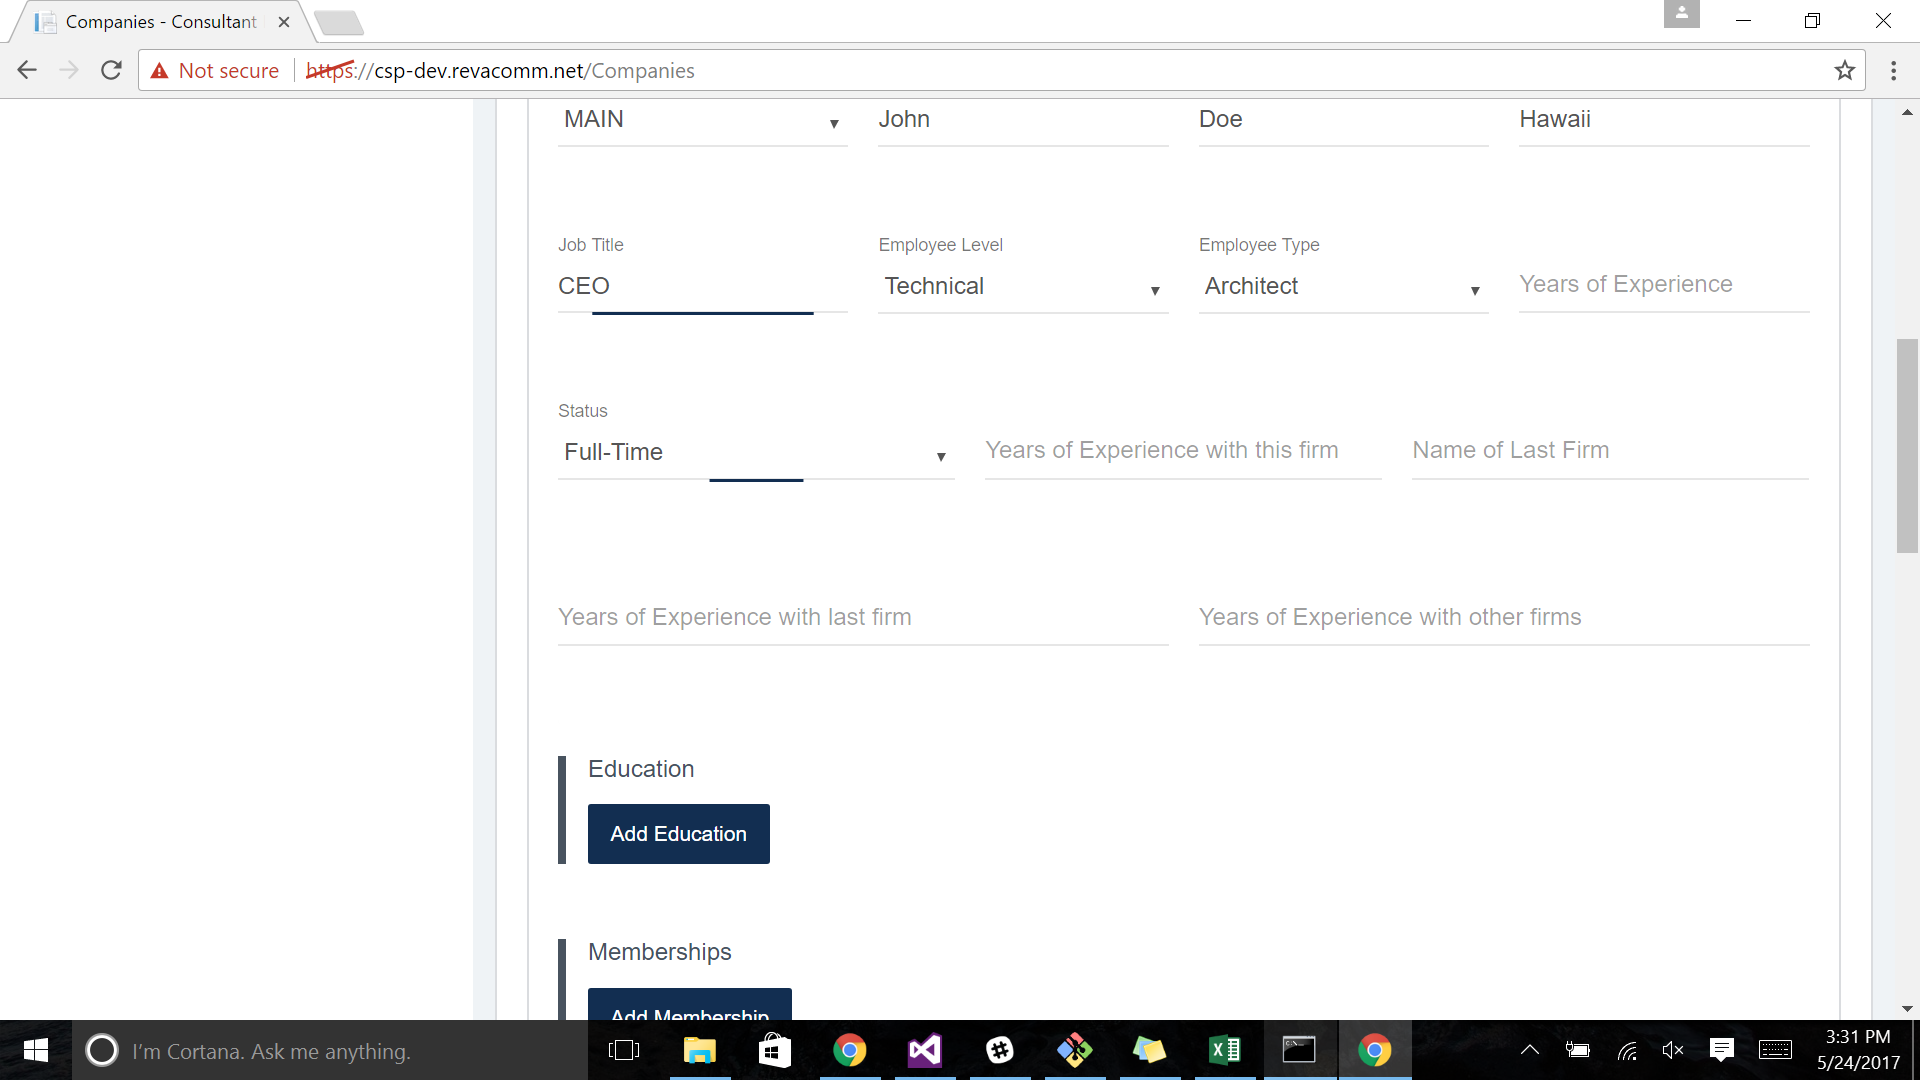 Companies - Consultant
Not secure https://csp-dev.revacomm.net/Companies
MAIN John Doe Hawaii
Job Title Employee Level Employee Type
CEO Technical Architect Years of Experience
Status
Full-Time Years of Experience with this firm Name of Last Firm
Years of Experience with last firm Years of Experience with other firms
Education
Add Education
Memberships
Add Membership
I'm Cortana. Ask me anything.
3:31 PM
5/24/2017